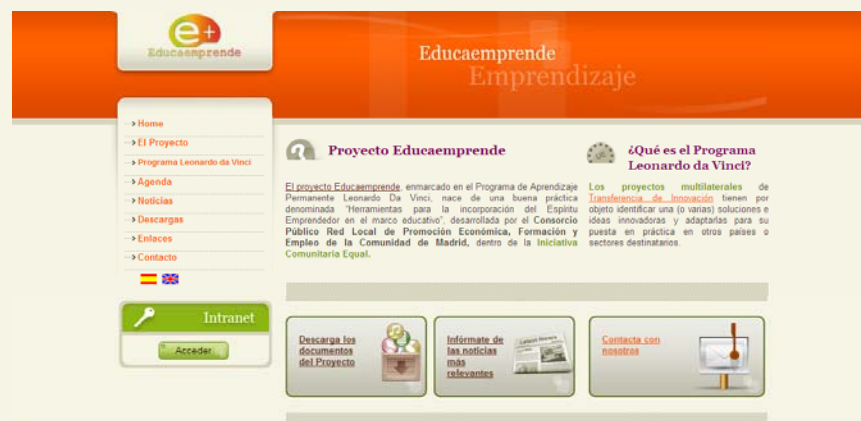 e+
Educaemprende
Educaemprende
Emprendizaje
Home
El Proyecto
Programa Leonardo da Vinci
Agenda
Noticias
Descargas
Enlaces
Contacto
Intranet
Acceder
Proyecto Educaemprende
El proyecto Educaemprende, enmarcado en el Programa de Aprendizaje
Permanente Leonardo Da Vinci, nace de una buena práctica
denominada "Herramientas para la incorporación del Espíritu
Emprendedor en el marco educativo", desarrollada por el Consorcio
Público Red Local de Promoción Económica, Formación y
Empleo de la Comunidad de Madrid, dentro de la Iniciativa
Comunitaria Equal.
¿Qué es el Programa
Leonardo da Vinci?
Los proyectos multilaterales de
Transferencia de Innovación tienen por
objeto identificar una (o varias) soluciones e
ideas innovadoras y adaptarlas para su
puesta en práctica en otros países o
sectores destinatarios.
Descarga los
documentos
del Proyecto
Infórmate de
las noticias
más
relevantes
Latest News
Contacta con
nosotros